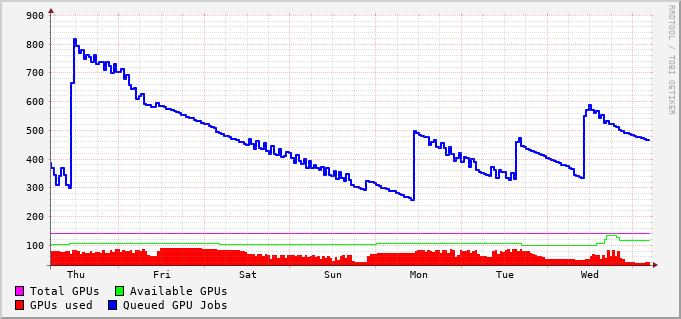 900
800
700
600
500
400
300
200
100
Thu Fri Sat Sun Mon Tue Wed
Total GPUs Available GPUs
GPUs used Queued GPU Jobs
RRDTOOL / TOBI OETIKER